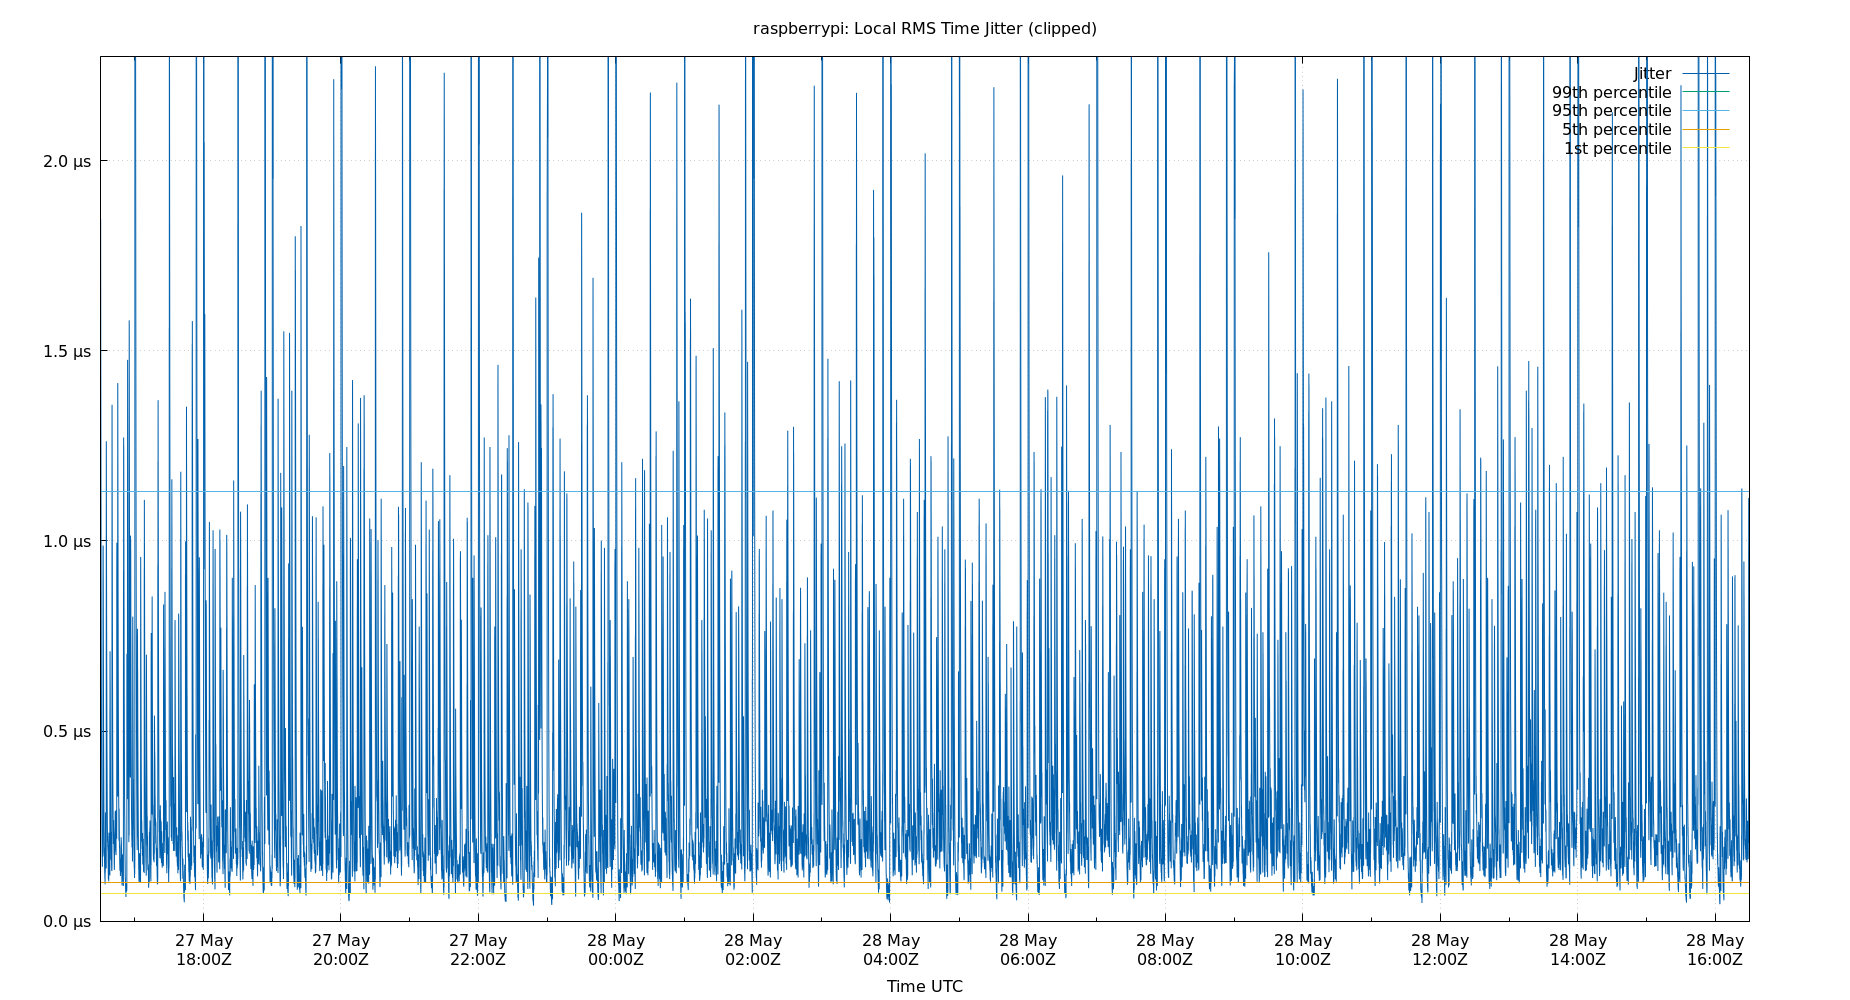 raspberrypi: Local RMS Time Jitter (clipped)
Jitter
99th percentile
95th percentile
5th percentile
1st percentile
2.0 µs
1.5 µs
1.0 µs
0.5 µs
0.0 µs
27 May 27 May 27 May 28 May 28 May 28 May 28 May 28 May 28 May 28 May 28 May 28 May
18:00Z 20:00Z 22:00Z 00:00Z 02:00Z 04:00Z 06:00Z 08:00Z 10:00Z 12:00Z 14:00Z 16:00Z
Time UTC